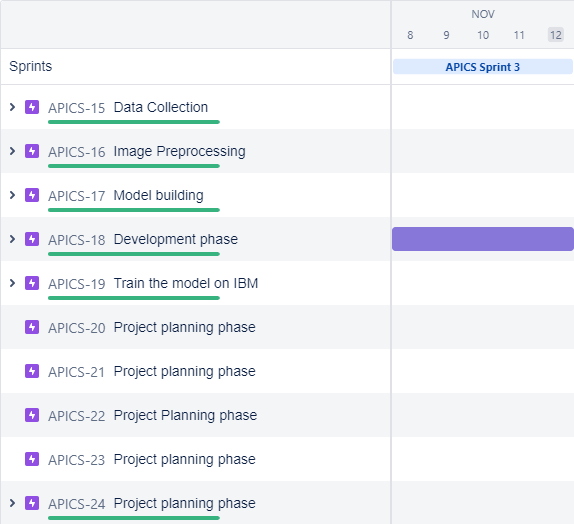 NOV
8 9 10 11 12
Sprints APICS Sprint 3
APICS-15 Data Collection
APICS-16 Image Preprocessing
APICS-17 Model building
APICS-18 Development phase
APICS-19 Train the model on IBM
APICS-20 Project planning phase
APICS-21 Project planning phase
APICS-22 Project Planning phase
APICS-23 Project planning phase
APICS-24 Project planning phase